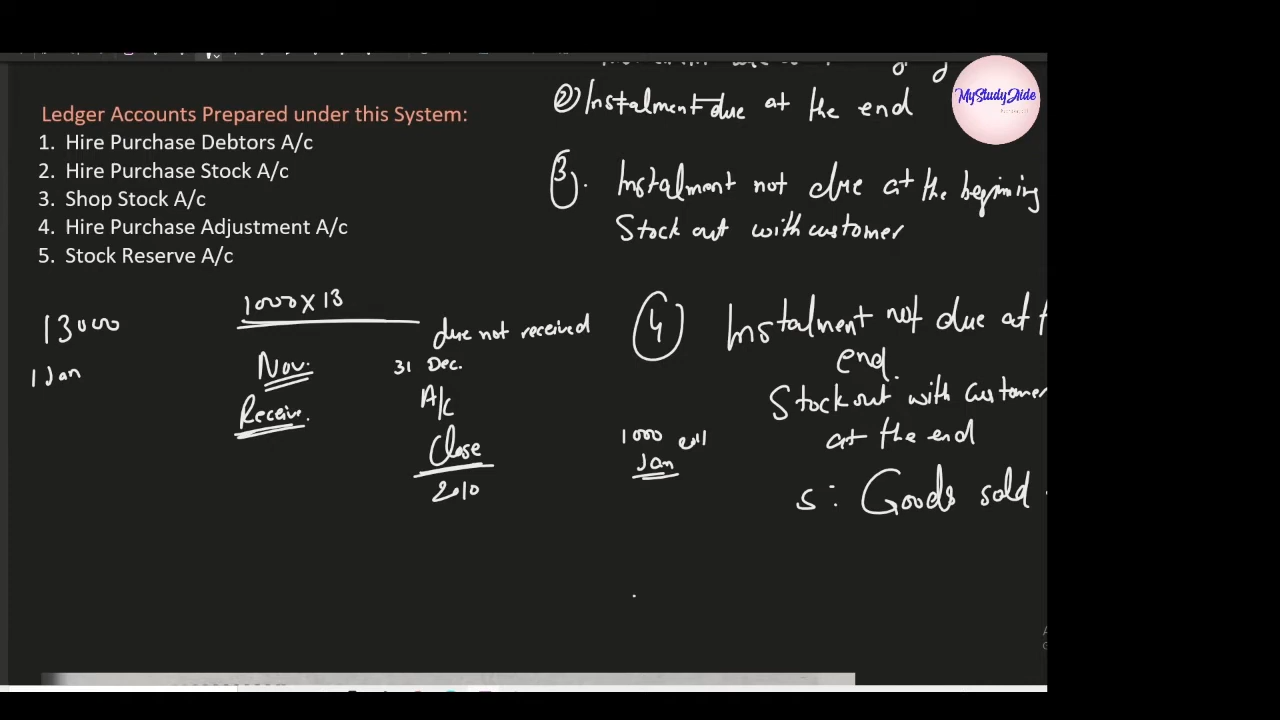 MyStudyJide
② Instalment due at the end
Ledger Accounts Prepared under this System:
1. Hire Purchase Debtors A/c
2. Hire Purchase Stock A/c
3. Shop Stock A/c
4. Hire Purchase Adjustment A/c
5. Stock Reserve A/c
3. Instalment not due at the beginning
Stock out with customer
13000
1000 X 13
1 Jan
Nov.
Receive.
due not received
31 Dec.
A/c
Close
2010
1000
Jan
4 Instalment not due at
end.
Stock out with customer
at the end
5: Goods sold